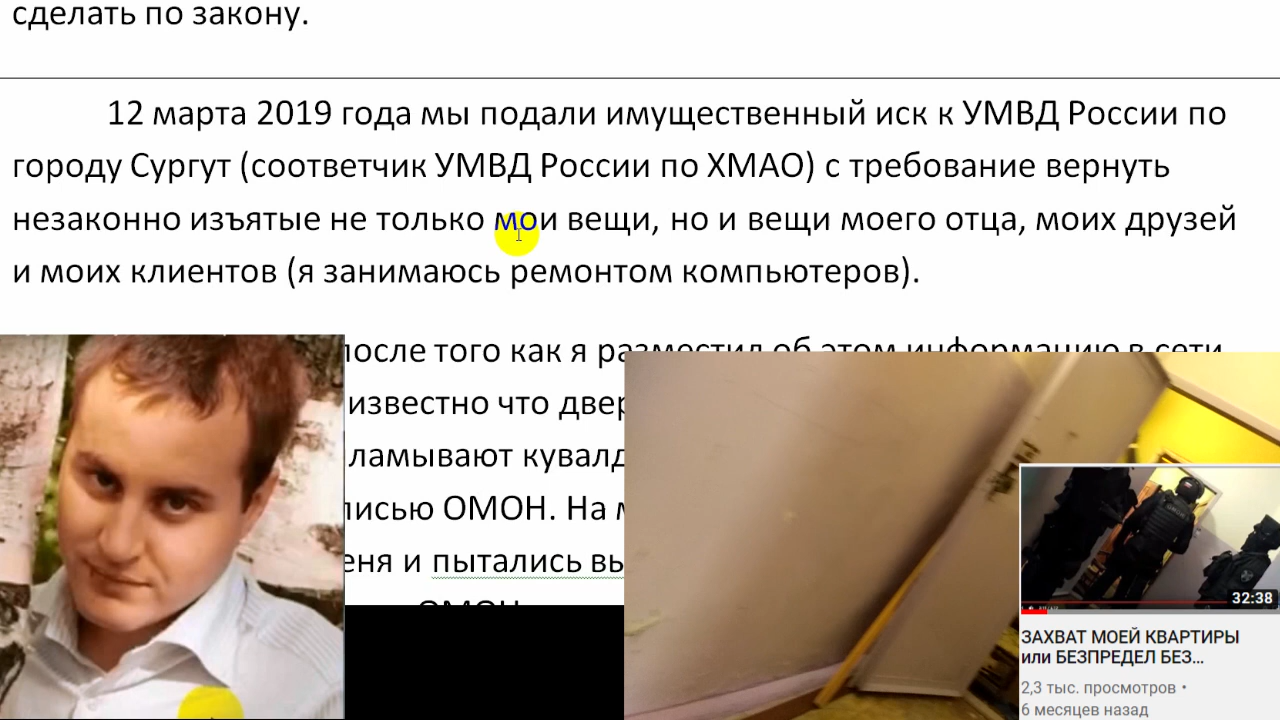 сделать по закону.
12 марта 2019 года мы подали имущественный иск к УМВД России по
городу Сургут (соответчик УМВД России по ХМАО) с требование вернуть
незаконно изъятые не только мои вещи, но и вещи моего отца, моих друзей
и моих клиентов (я занимаюсь ремонтом компьютеров).
после того как я разместил об этом информацию в сети
известно что двер
ламывают кувалд
писью ОМОН. На м
еня и пытались вы
ОМОН
32:38
ЗАХВАТ МОЕЙ КВАРТИРЫ
или БЕЗПРЕДЕЛ БЕЗ...
2,3 тыс. просмотров •
6 месяцев назад